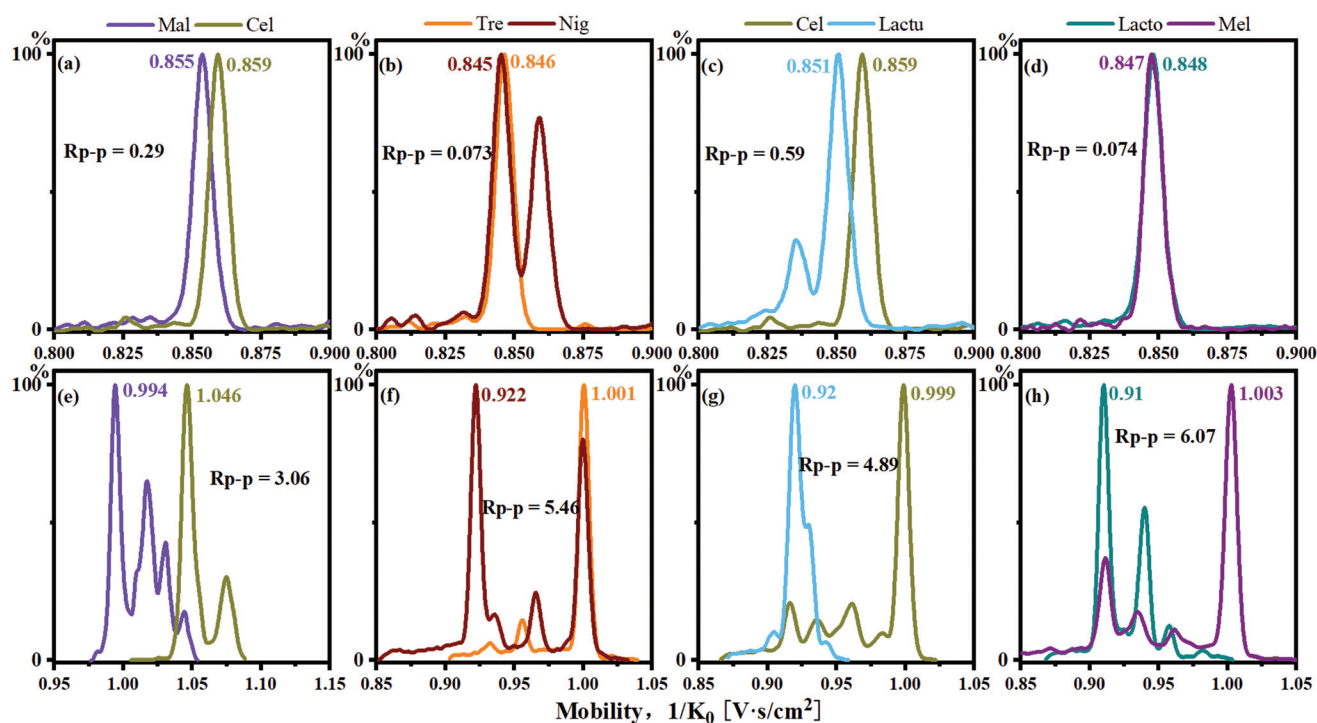 Mal Cel Tre Nig Cel Lactu Lacto Mel
% % % %
100 (a) 0.855 0.859 100 (b) 0.845 0.846 100 (c) 0.851 0.859 100 (d) 0.847 0.848
Rp-p = 0.29 Rp-p = 0.073 Rp-p = 0.59 Rp-p = 0.074
0 0 0 0
0.800 0.825 0.850 0.875 0.900 0.800 0.825 0.850 0.875 0.900 0.800 0.825 0.850 0.875 0.900 0.800 0.825 0.850 0.875 0.900
% % % %
100 (e) 0.994 1.046 100 (f) 0.922 1.001 100 (g) 0.92 0.999 100 (h) 0.91 1.003
Rp-p = 3.06 Rp-p = 5.46 Rp-p = 4.89 Rp-p = 6.07
0 0 0 0
0.95 1.00 1.05 1.10 1.15 0.85 0.90 0.95 1.00 1.05 0.85 0.90 0.95 1.00 1.05 0.85 0.90 0.95 1.00 1.05
Mobility, 1/K₀ [V·s/cm²]